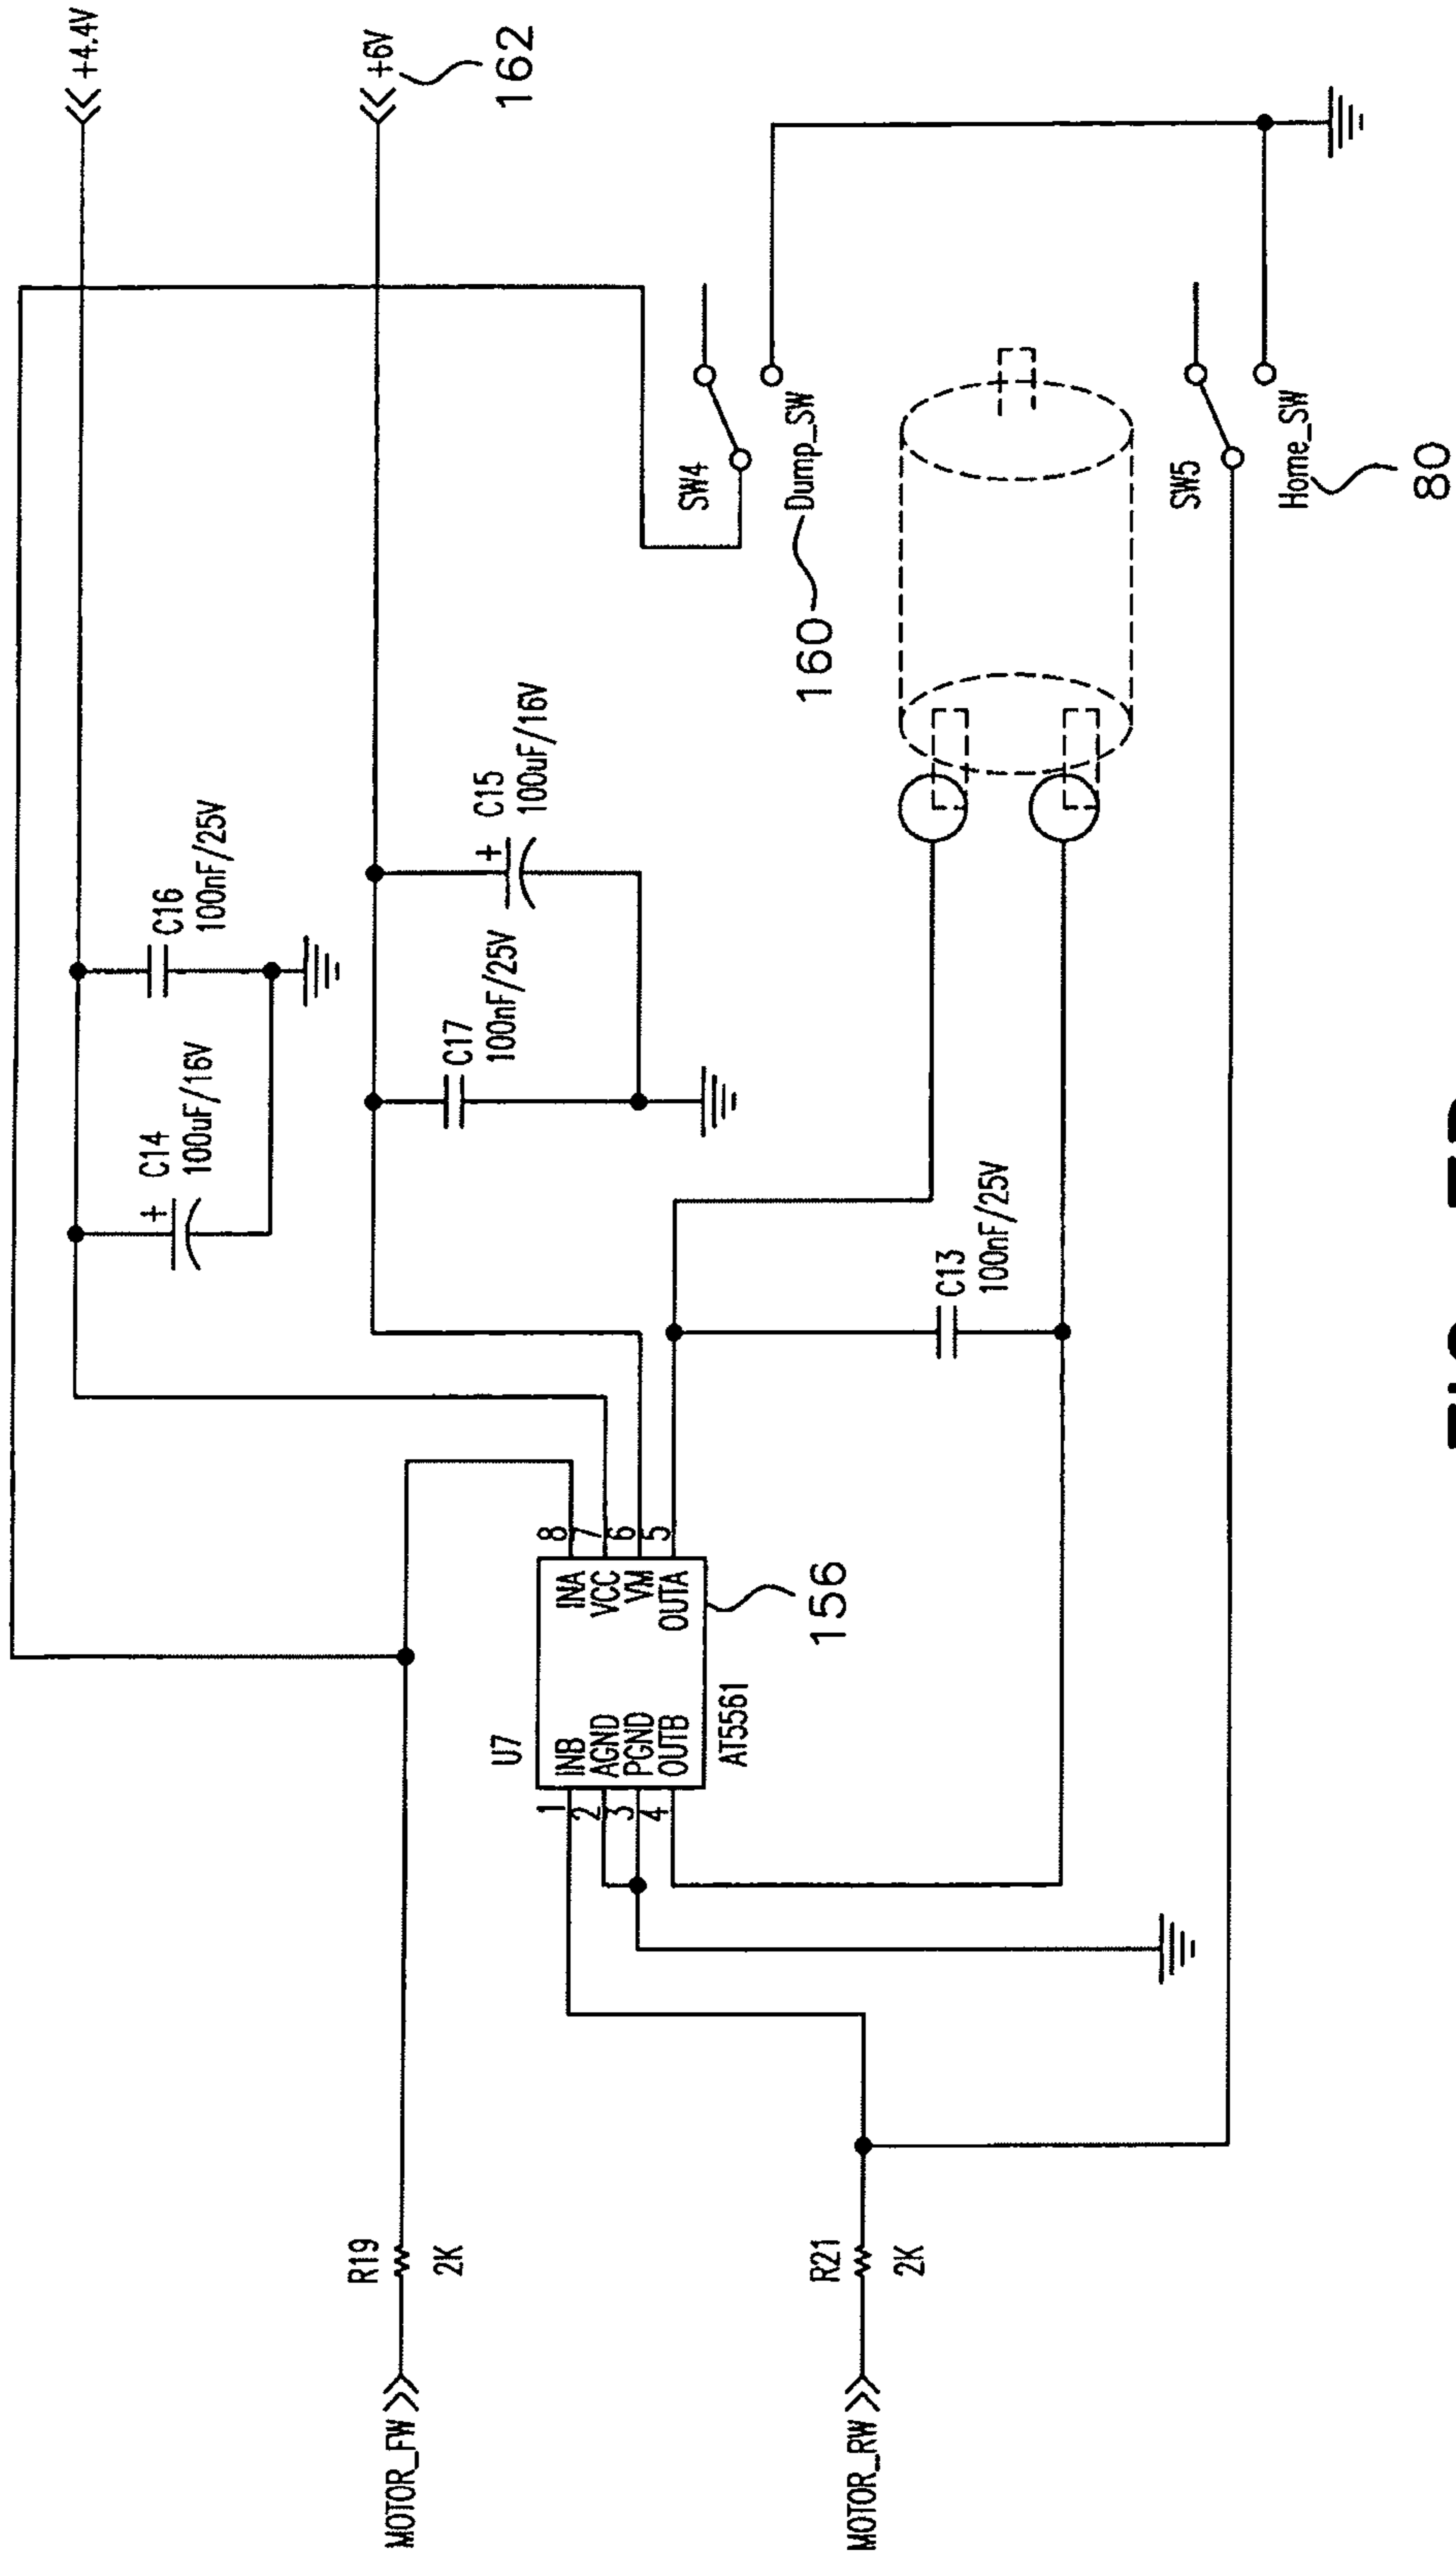 +4.4V
+6V
162
C16
100nF/25V
C14
100uF/16V
C15
100uF/16V
C17
100nF/25V
SW4
Dump_SW
160
SW5
Home_SW
80
C13
100nF/25V
U7
1
2
3
4
INB
AGND
PGND
OUTB
INA
VCC
VM
OUTA
8
7
6
5
AT5561
156
R19
2K
MOTOR_FW
R21
2K
MOTOR_RW